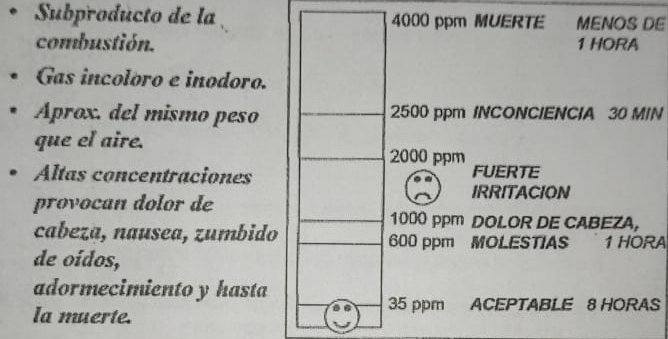 • Subproducto de la
combustión.
• Gas incoloro e inodoro.
• Aprox. del mismo peso
que el aire.
• Altas concentraciones
provocan dolor de
cabeza, nausea, zumbido
de oídos,
adormecimiento y hasta
la muerte.
4000 ppm MUERTE MENOS DE
1 HORA
2500 ppm INCONCIENCIA 30 MIN
2000 ppm
FUERTE
IRRITACION
1000 ppm DOLOR DE CABEZA,
600 ppm MOLESTIAS 1 HORA
35 ppm ACEPTABLE 8 HORAS